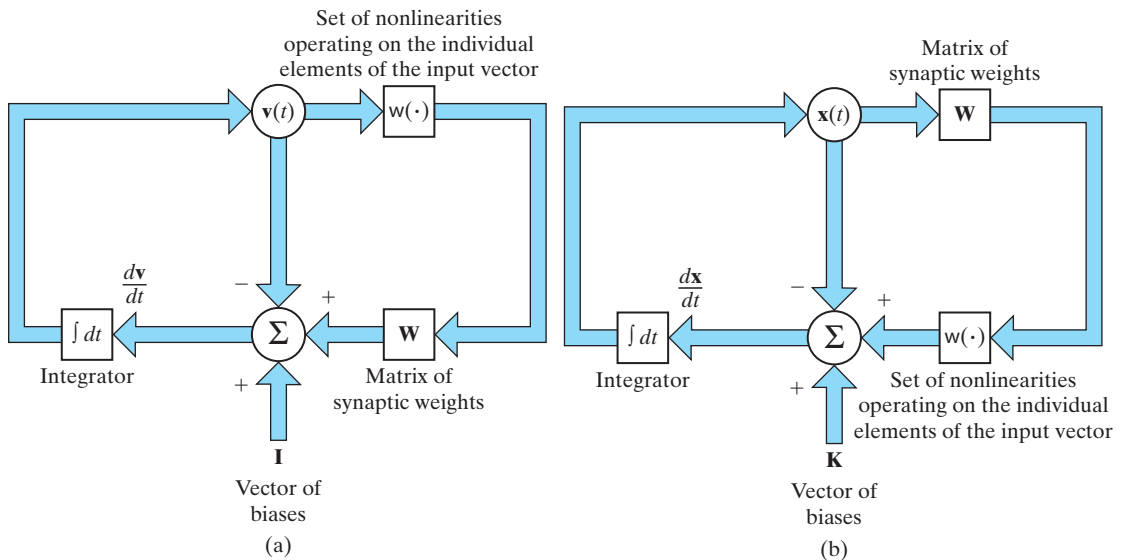 Set of nonlinearities
operating on the individual
elements of the input vector
v(t)
w(·)
dv
dt
−
+
∫ dt
Σ
W
Integrator
+
Matrix of
synaptic weights
I
Vector of
biases
(a)
Matrix of
synaptic weights
x(t)
W
dx
dt
−
+
∫ dt
Σ
w(·)
Integrator
+
Set of nonlinearities
operating on the individual
elements of the input vector
K
Vector of
biases
(b)